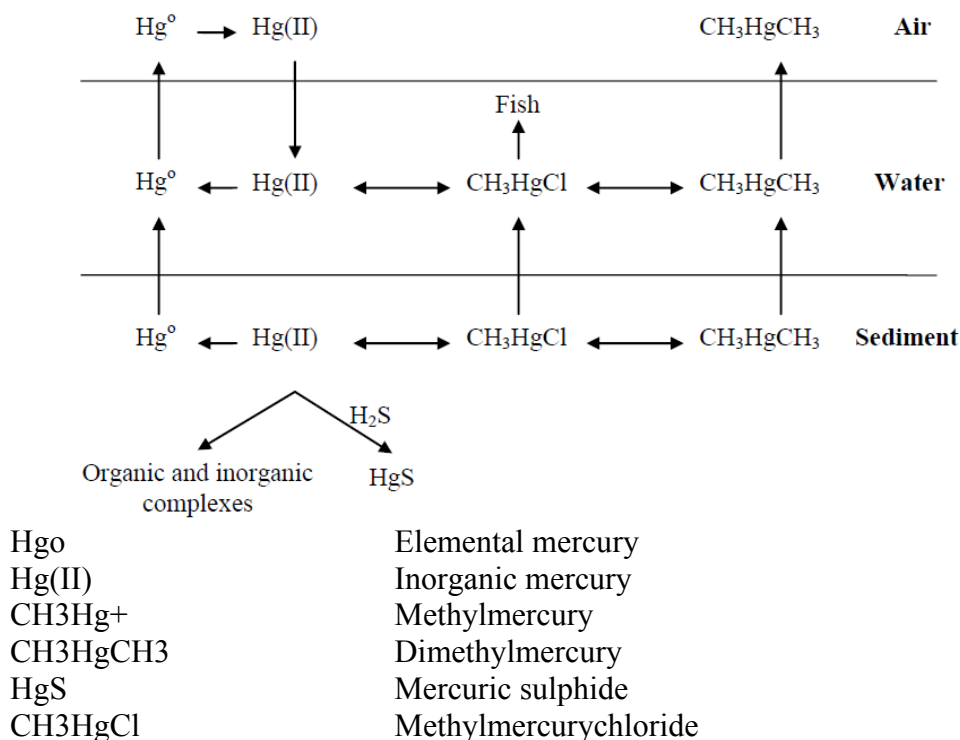 Hg° Hg(II) CH₃HgCH₃ Air
Fish
Hg° Hg(II) CH₃HgCl CH₃HgCH₃ Water
Hg° Hg(II) CH₃HgCl CH₃HgCH₃ Sediment
H₂S
Organic and inorganic HgS
complexes
Hgo Elemental mercury
Hg(II) Inorganic mercury
CH3Hg+ Methylmercury
CH3HgCH3 Dimethylmercury
HgS Mercuric sulphide
CH3HgCl Methylmercurychloride